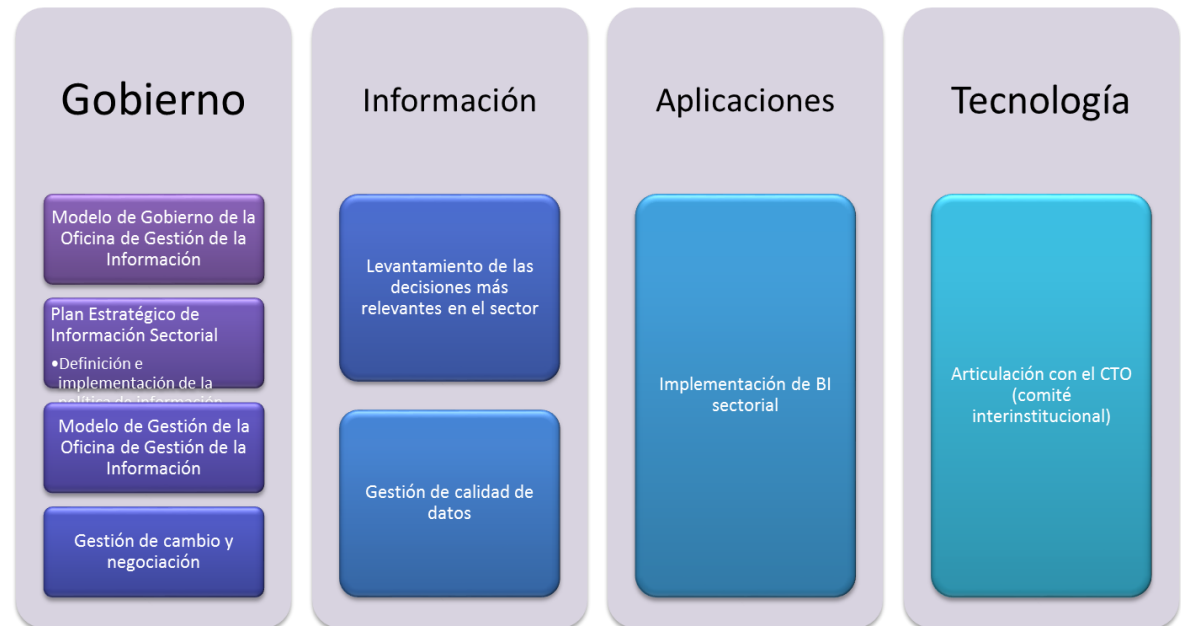 Gobierno
Modelo de Gobierno de la
Oficina de Gestión de la
Información
Plan Estratégico de
Información Sectorial
•Definición e
implementación de la
política de información
Modelo de Gestión de la
Oficina de Gestión de la
Información
Gestión de cambio y
negociación
Información
Levantamiento de las
decisiones más
relevantes en el sector
Gestión de calidad de
datos
Aplicaciones
Implementación de BI
sectorial
Tecnología
Articulación con el CTO
(comité
interinstitucional)